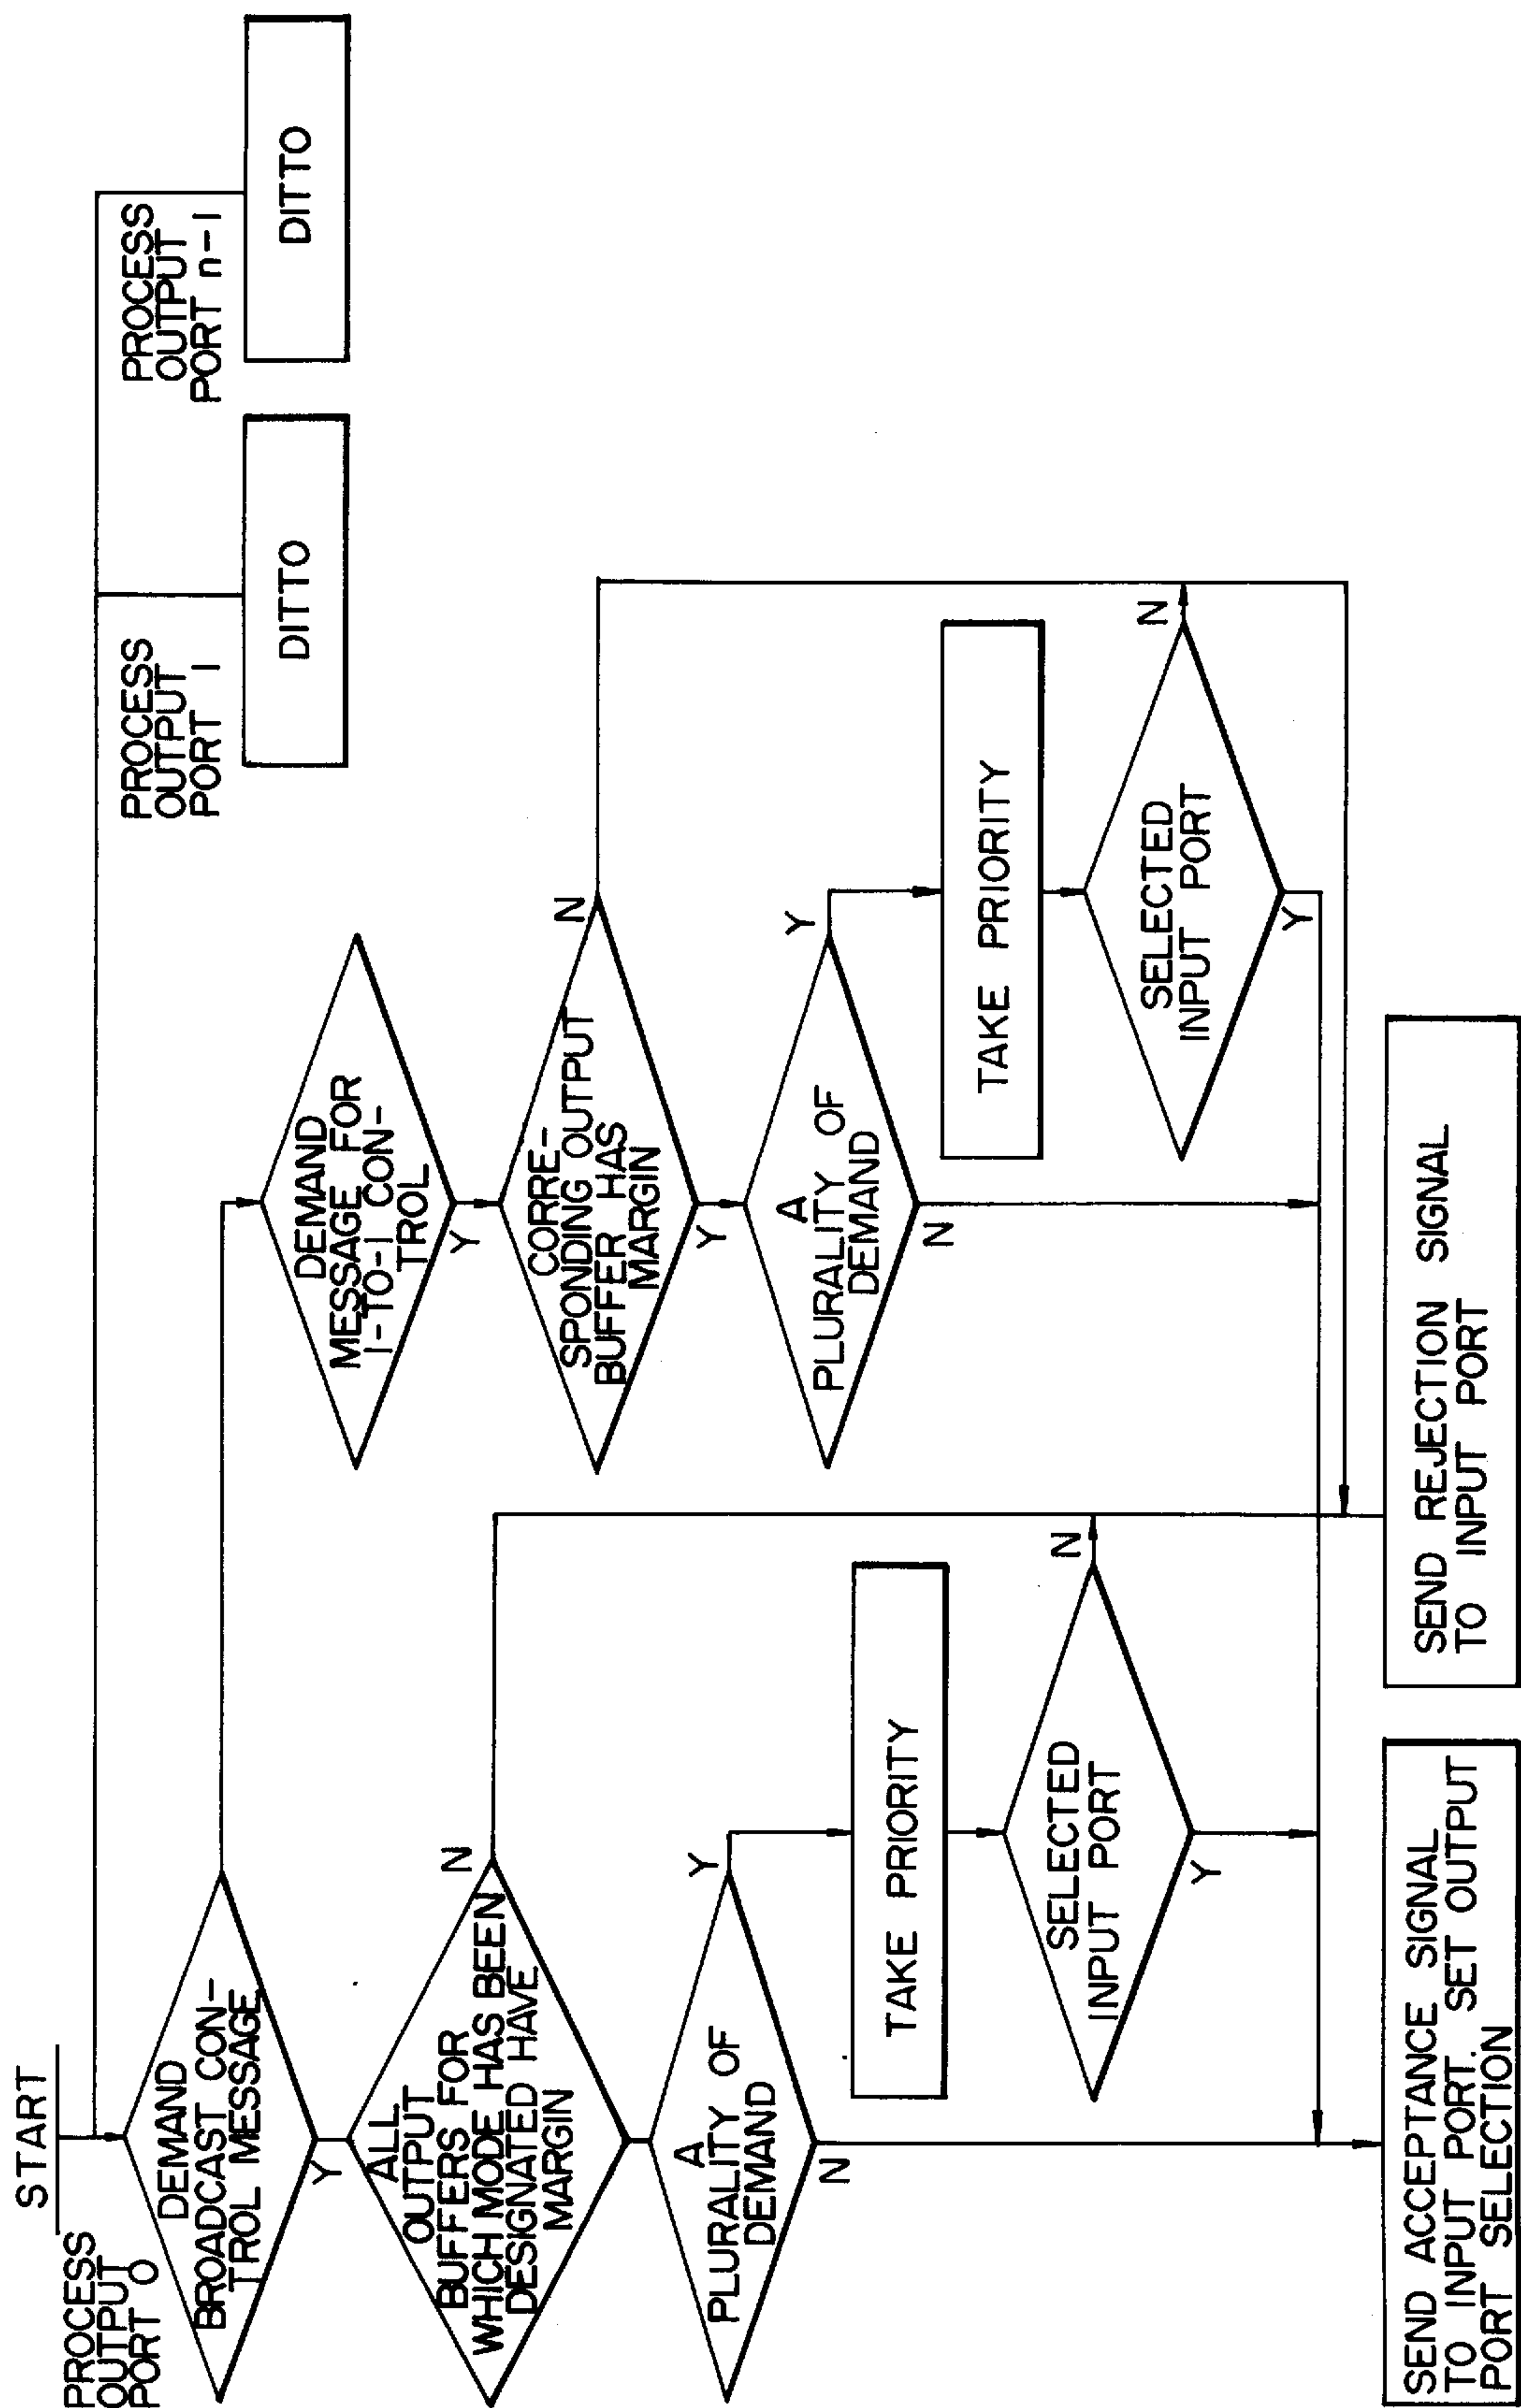 START
PROCESS
OUTPUT
PORT 0
DEMAND
BROADCAST CON-
TROL MESSAGE
Y
ALL
OUTPUT
BUFFERS FOR
WHICH MODE HAS BEEN
DESIGNATED HAVE
MARGIN
N
A
PLURALITY OF
DEMAND
Y
N
TAKE PRIORITY
SELECTED
INPUT PORT
N
Y
SEND ACCEPTANCE SIGNAL
TO INPUT PORT. SET OUTPUT
PORT SELECTION
DEMAND
MESSAGE FOR
1-TO-1 CON-
TROL
Y
CORRE-
SPONDING OUTPUT
BUFFER HAS
MARGIN
N
Y
A
PLURALITY OF
DEMAND
Y
N
TAKE PRIORITY
SELECTED
INPUT PORT
N
Y
SEND REJECTION SIGNAL
TO INPUT PORT
PROCESS
OUTPUT
PORT 1
DITTO
PROCESS
OUTPUT
PORT n-1
DITTO